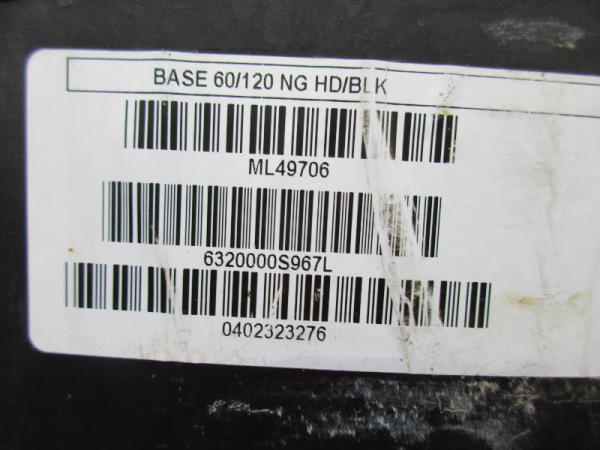 BASE 60/120 NG HD/BLK
ML49706
6320000S967L
0402323276